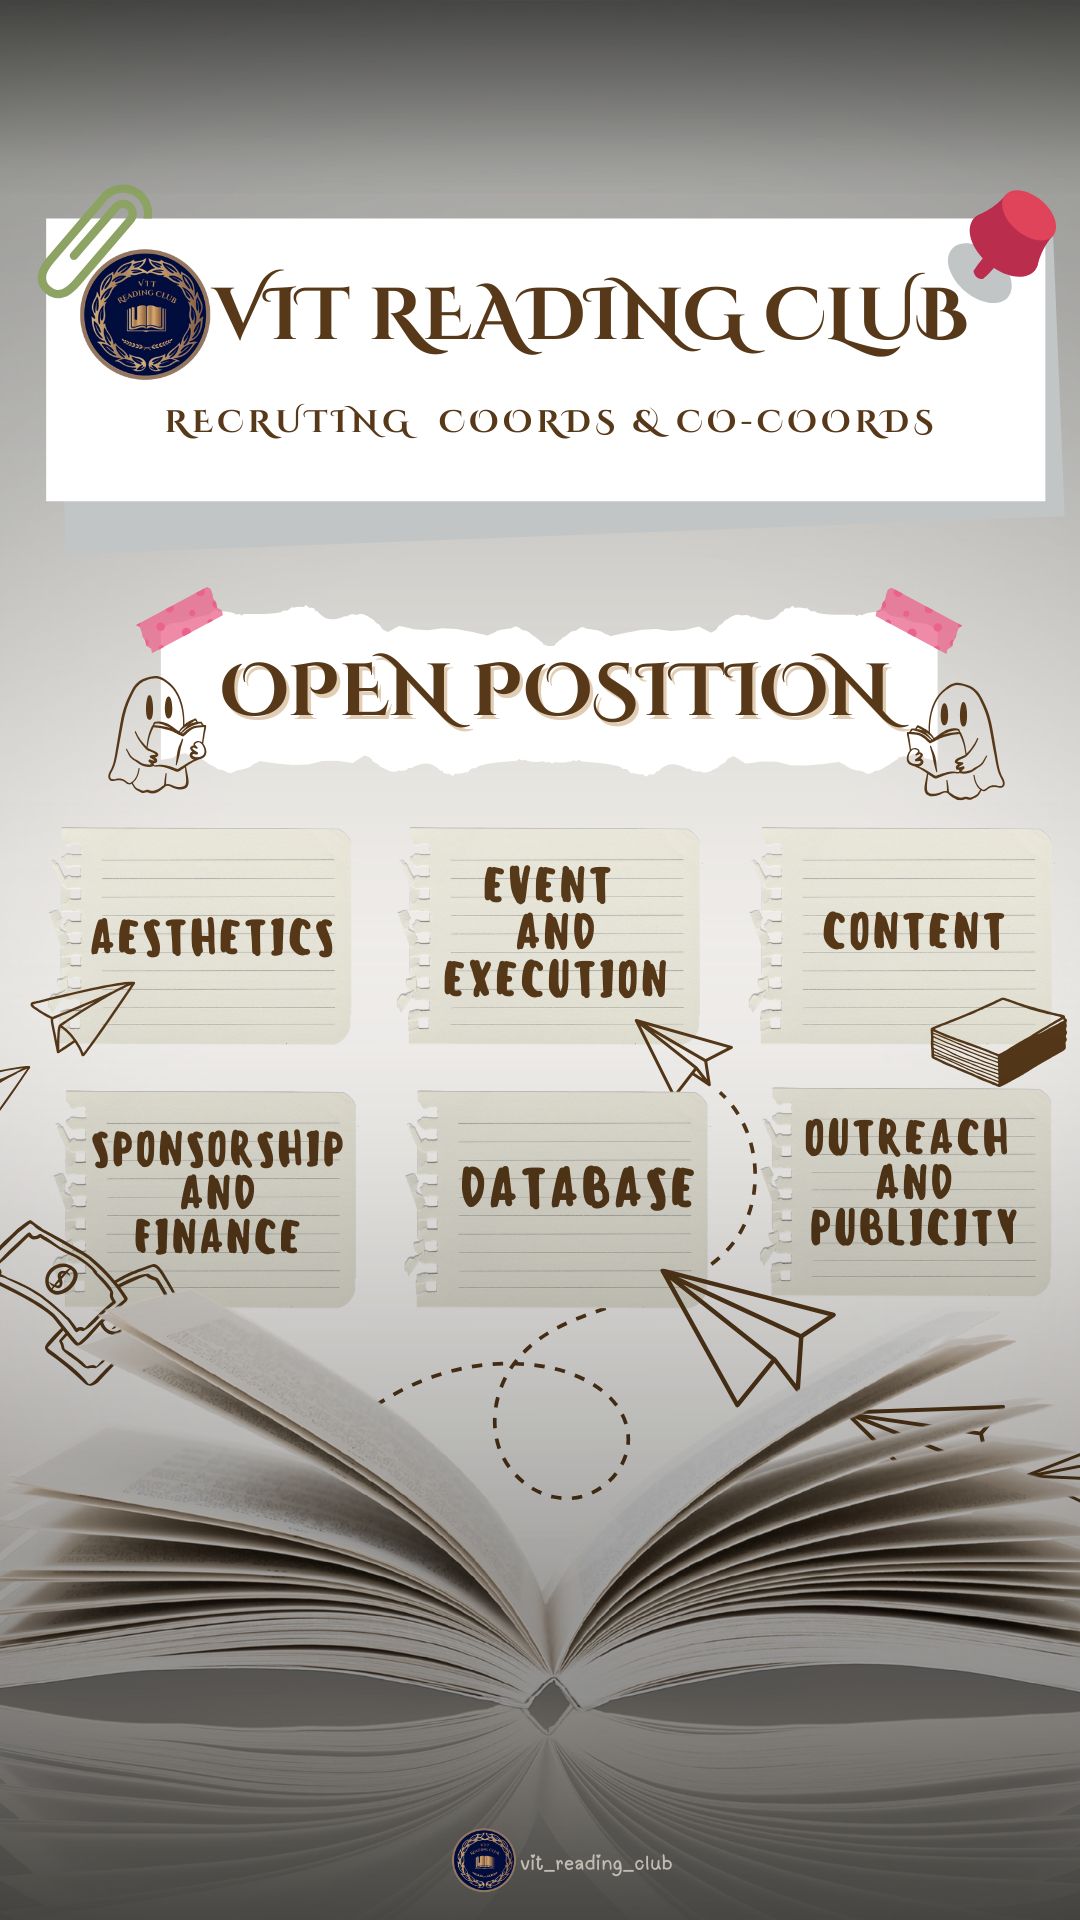 VIT
READING CLUB
VIT READING CLUB
RECRUTING COORDS & CO-COORDS
OPEN POSITION
AESTHETICS
EVENT
AND
EXECUTION
CONTENT
SPONSORSHIP
AND
FINANCE
DATABASE
OUTREACH
AND
PUBLICITY
vit_reading_club